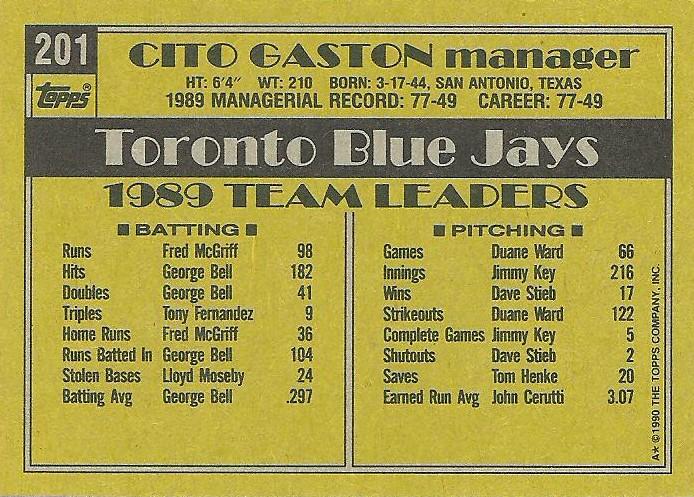 201
TOPPS®
CITO GASTON manager
HT: 6'4" WT: 210 BORN: 3-17-44, SAN ANTONIO, TEXAS
1989 MANAGERIAL RECORD: 77-49 CAREER: 77-49
Toronto Blue Jays
1989 TEAM LEADERS
BATTING
Runs Fred McGriff 98
Hits George Bell 182
Doubles George Bell 41
Triples Tony Fernandez 9
Home Runs Fred McGriff 36
Runs Batted In George Bell 104
Stolen Bases Lloyd Moseby 24
Batting Avg George Bell .297
PITCHING
Games Duane Ward 66
Innings Jimmy Key 216
Wins Dave Stieb 17
Strikeouts Duane Ward 122
Complete Games Jimmy Key 5
Shutouts Dave Stieb 2
Saves Tom Henke 20
Earned Run Avg John Cerutti 3.07
A* ©1990 THE TOPPS COMPANY, INC.